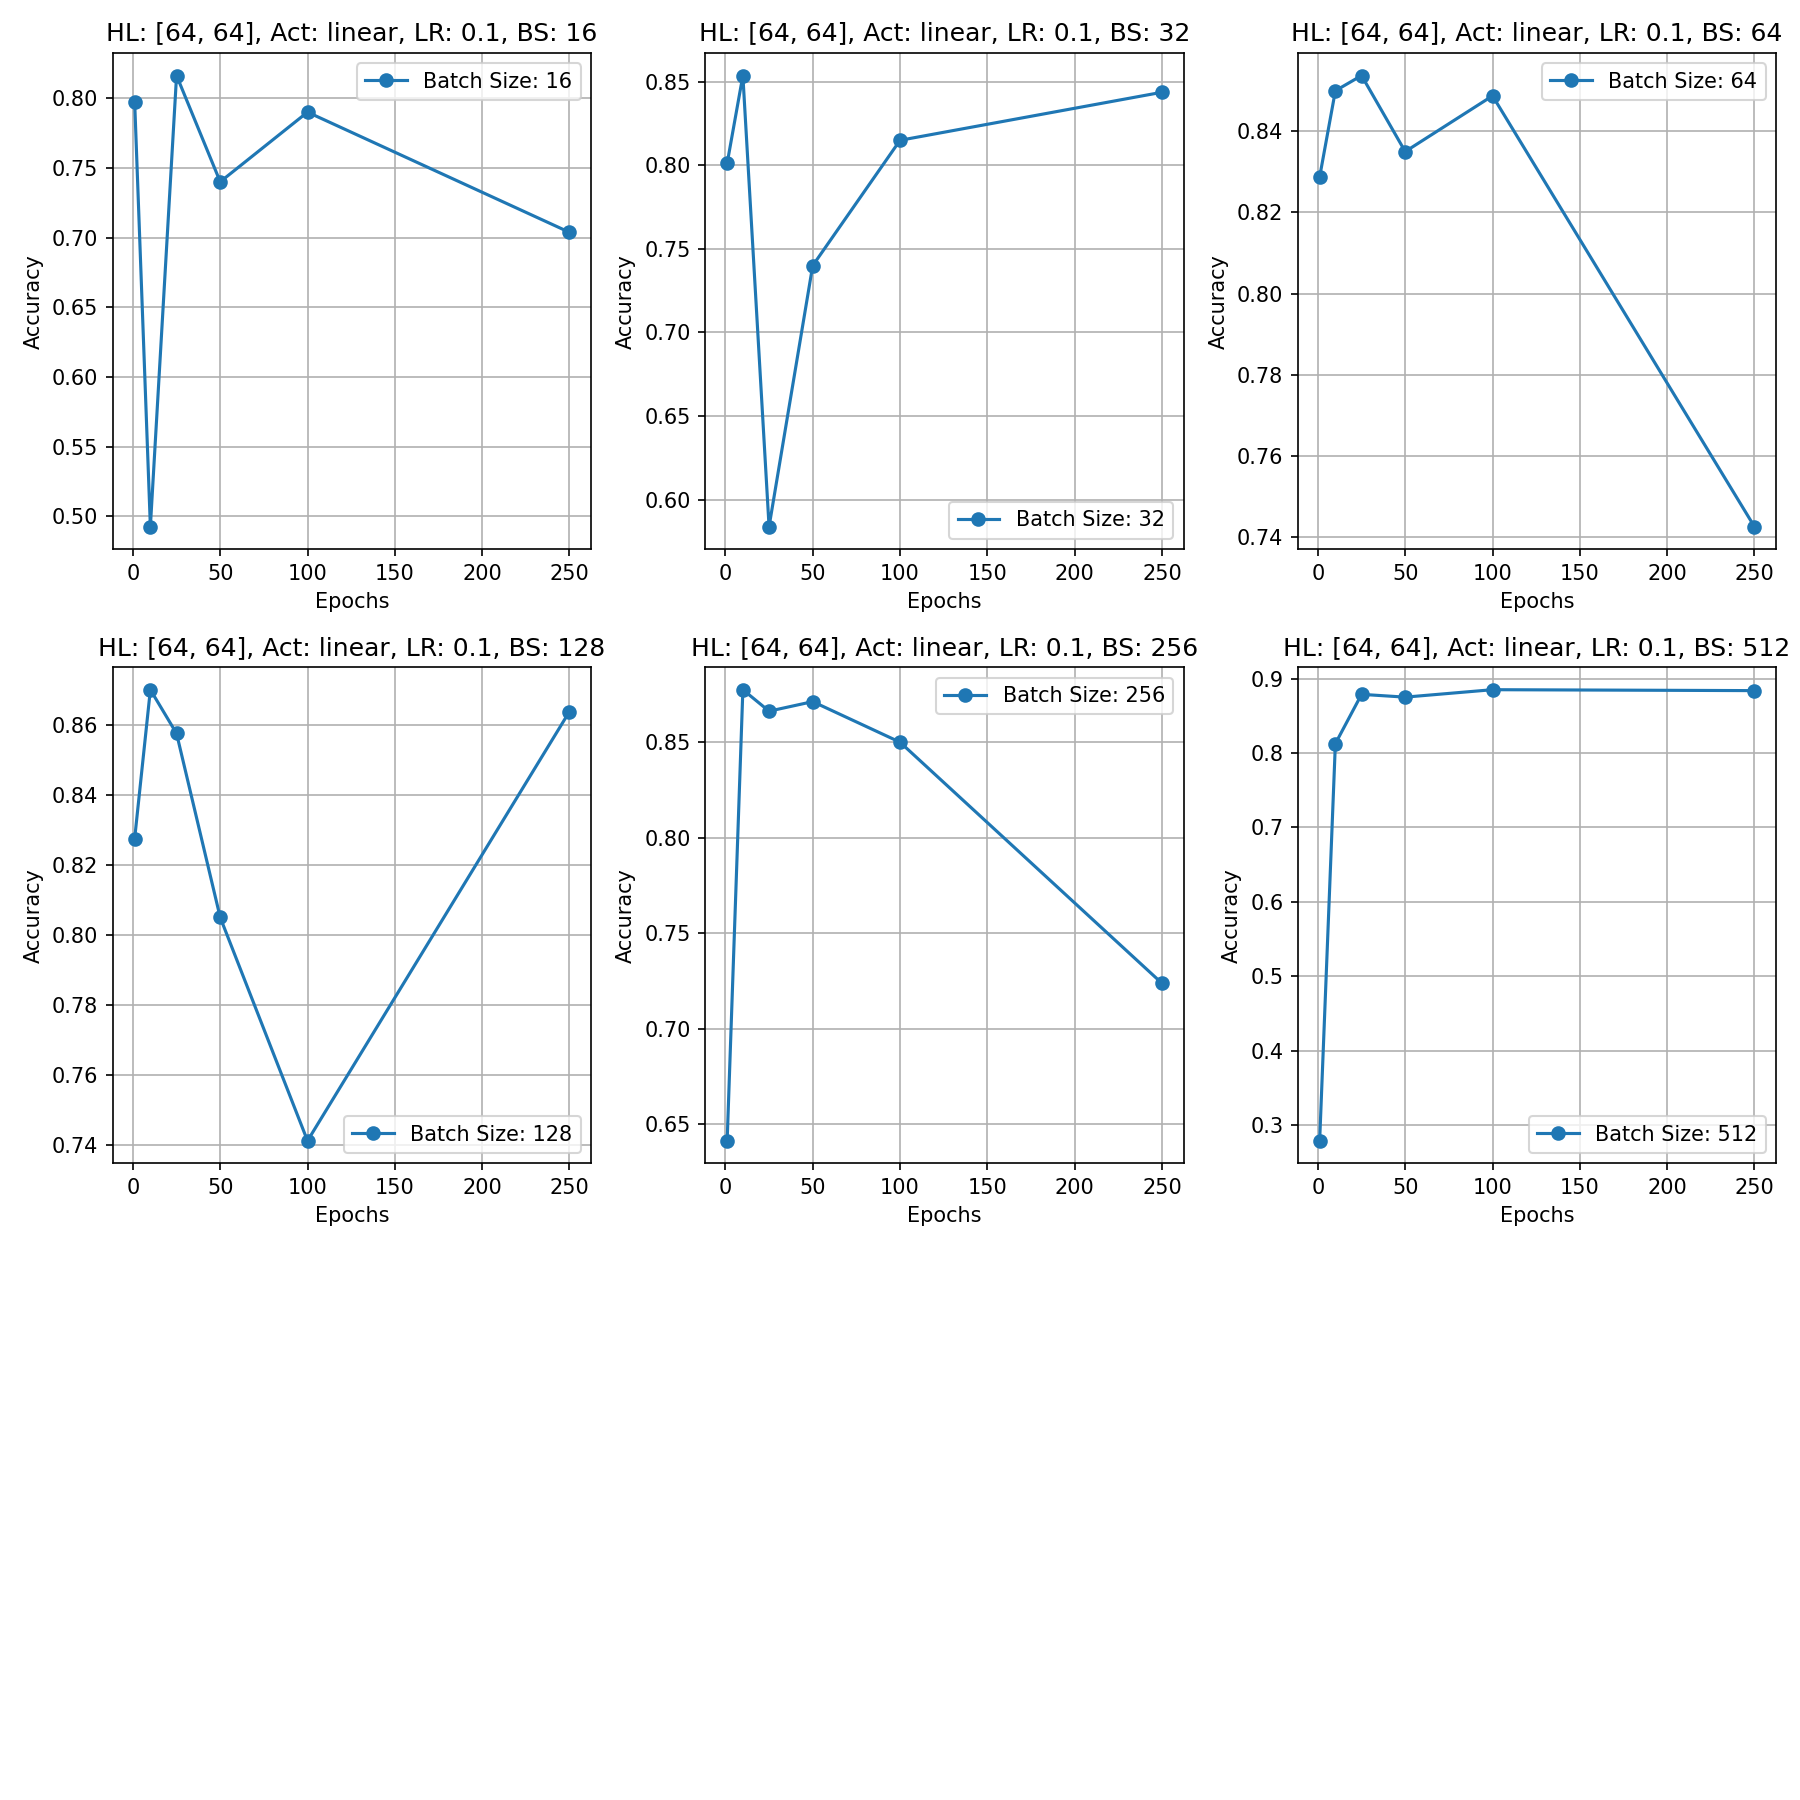 HL: [64, 64], Act: linear, LR: 0.1, BS: 16
Batch Size: 16
Accuracy
0.80
0.75
0.70
0.65
0.60
0.55
0.50
0 50 100 150 200 250
Epochs
HL: [64, 64], Act: linear, LR: 0.1, BS: 32
Accuracy
0.85
0.80
0.75
0.70
0.65
0.60
Batch Size: 32
0 50 100 150 200 250
Epochs
HL: [64, 64], Act: linear, LR: 0.1, BS: 64
Batch Size: 64
Accuracy
0.84
0.82
0.80
0.78
0.76
0.74
0 50 100 150 200 250
Epochs
HL: [64, 64], Act: linear, LR: 0.1, BS: 128
Accuracy
0.86
0.84
0.82
0.80
0.78
0.76
0.74
Batch Size: 128
0 50 100 150 200 250
Epochs
HL: [64, 64], Act: linear, LR: 0.1, BS: 256
Batch Size: 256
Accuracy
0.85
0.80
0.75
0.70
0.65
0 50 100 150 200 250
Epochs
HL: [64, 64], Act: linear, LR: 0.1, BS: 512
Accuracy
0.9
0.8
0.7
0.6
0.5
0.4
0.3
Batch Size: 512
0 50 100 150 200 250
Epochs